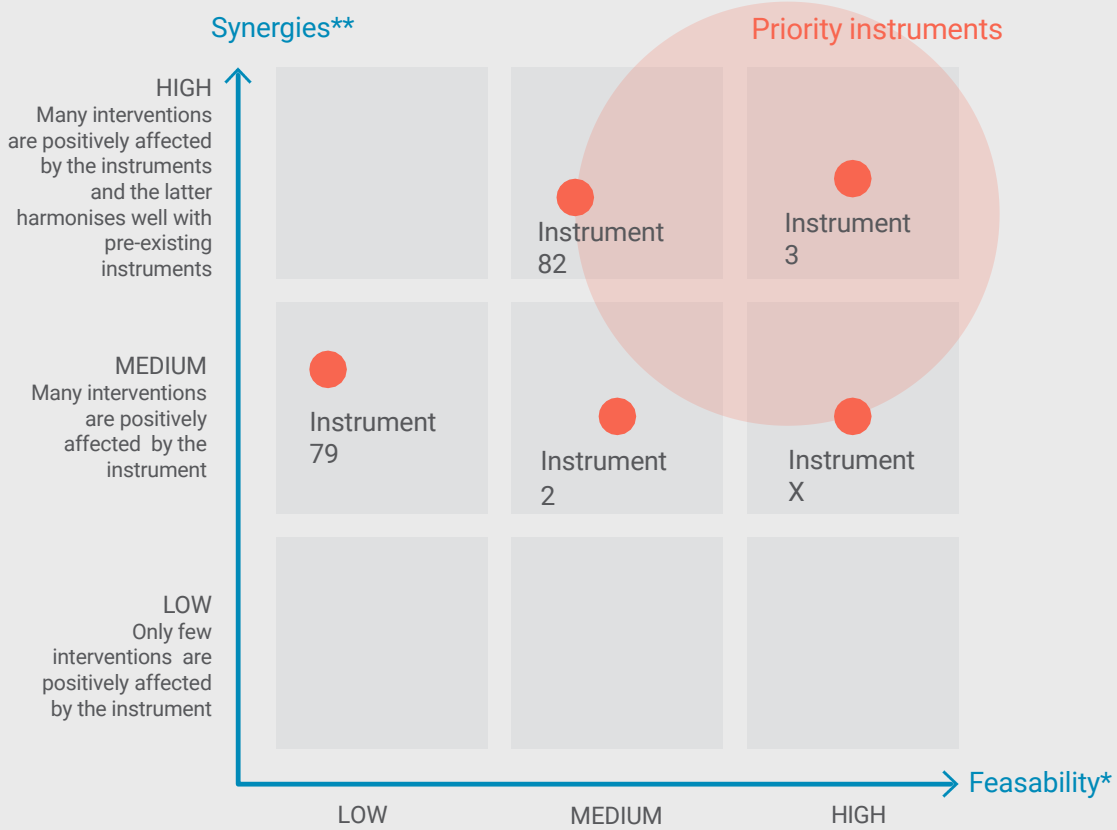 Synergies**
Priority instruments
HIGH
Many interventions
are positively affected
by the instruments
and the latter
harmonises well with
pre-existing
instruments
Instrument
82
Instrument
3
MEDIUM
Many interventions
are positively
affected by the
instrument
Instrument
79
Instrument
2
Instrument
X
LOW
Only few
interventions are
positively affected
by the instrument
Feasability*
LOW
MEDIUM
HIGH